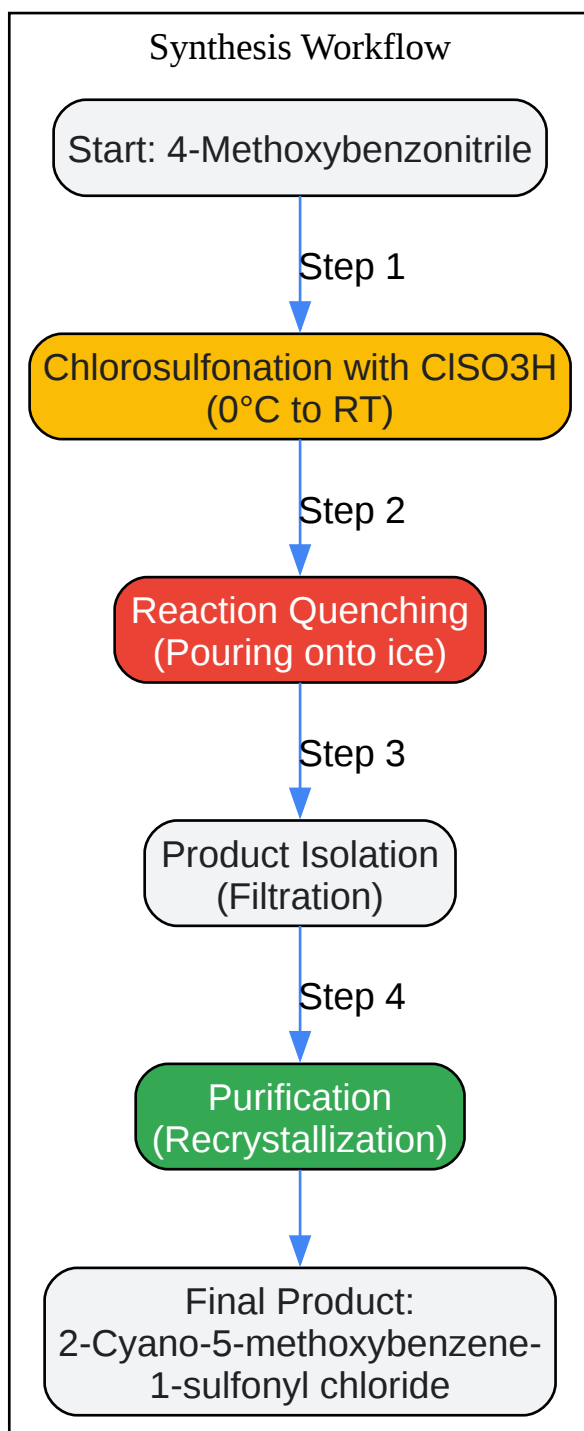 Synthesis Workflow
Start: 4-Methoxybenzonitrile
Step 1
Chlorosulfonation with ClSO3H
(0°C to RT)
Step 2
Reaction Quenching
(Pouring onto ice)
Step 3
Product Isolation
(Filtration)
Step 4
Purification
(Recrystallization)
Final Product:
2-Cyano-5-methoxybenzene-
1-sulfonyl chloride